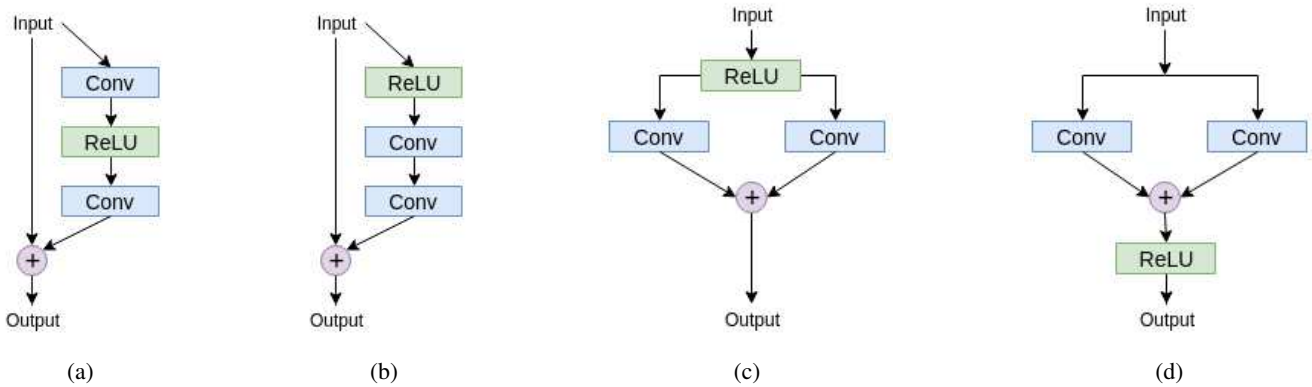 Input
Conv
ReLU
Conv
+
Output
(a)
Input
ReLU
Conv
Conv
+
Output
(b)
Input
ReLU
Conv Conv
+
Output
(c)
Input
Conv Conv
+
ReLU
Output
(d)